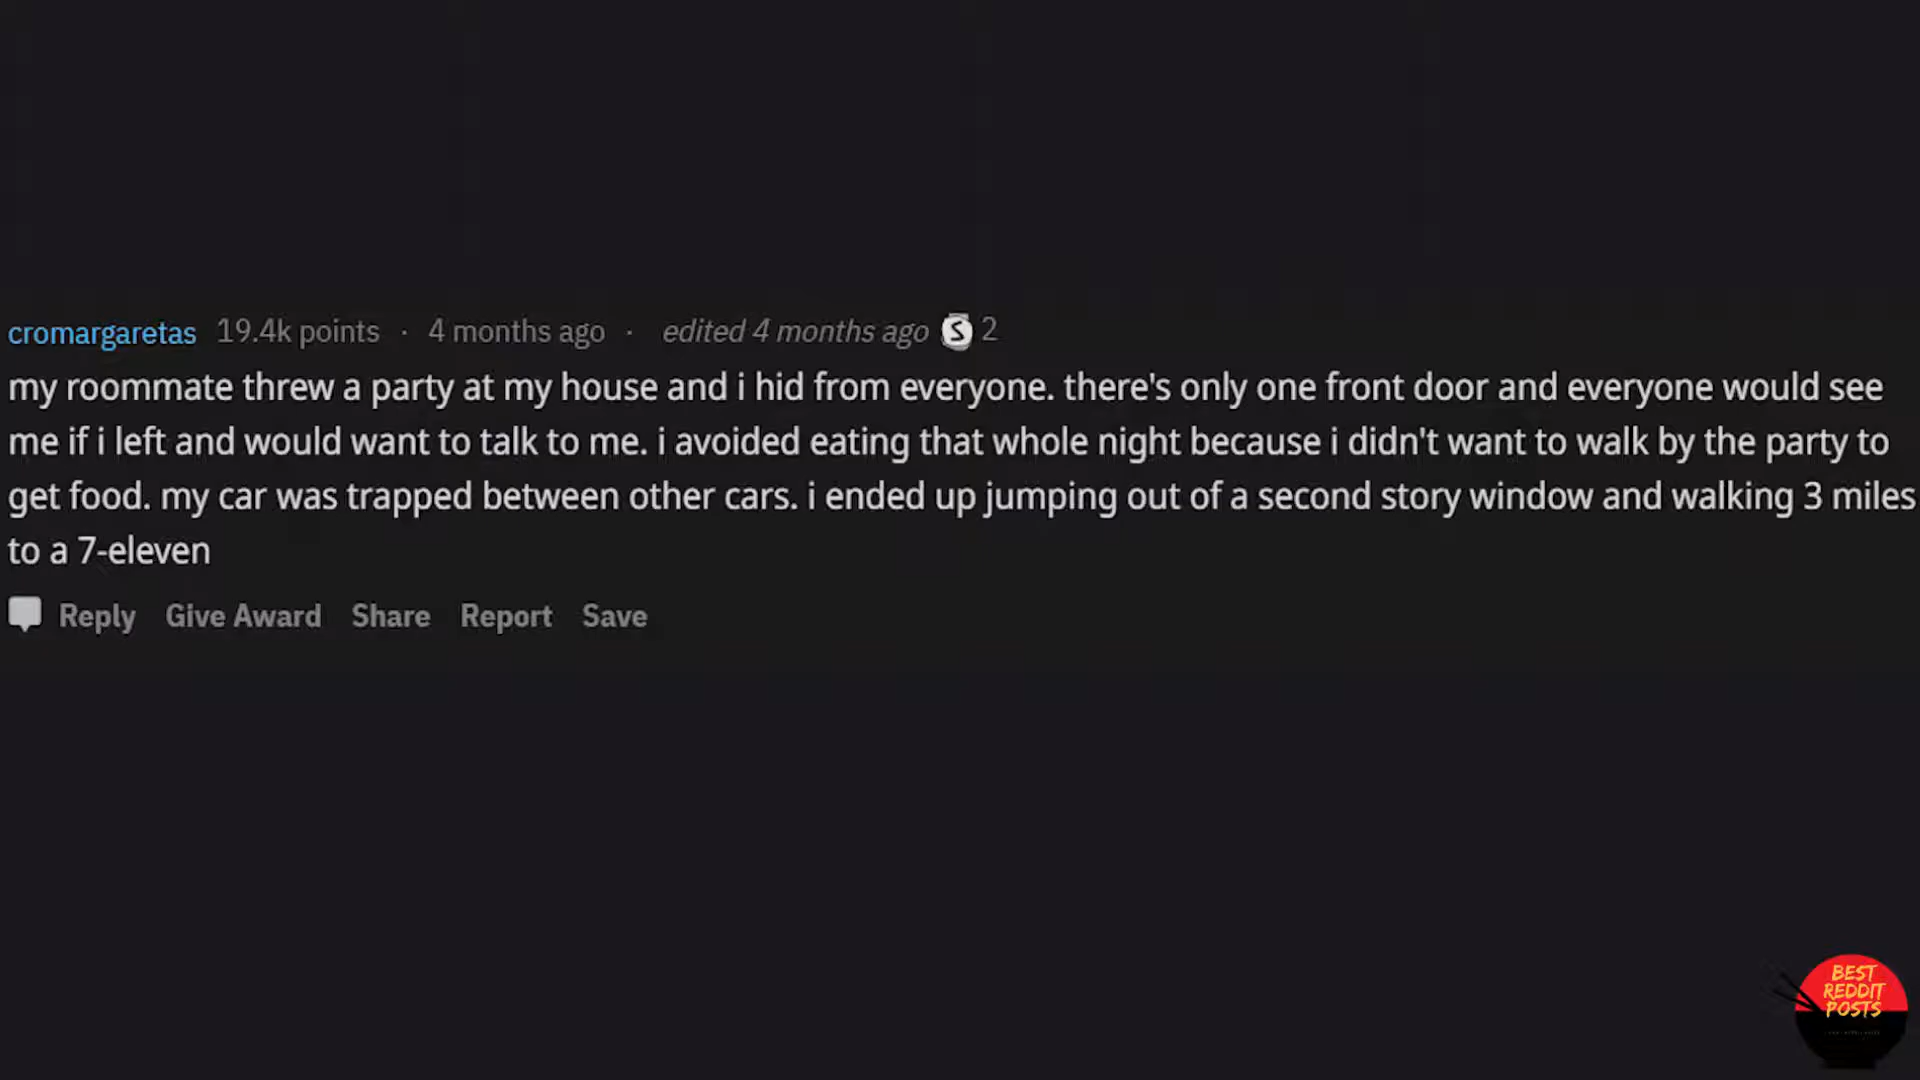 cromargaretas 19.4k points · 4 months ago · edited 4 months ago S 2
my roommate threw a party at my house and i hid from everyone. there's only one front door and everyone would see
me if i left and would want to talk to me. i avoided eating that whole night because i didn't want to walk by the party to
get food. my car was trapped between other cars. i ended up jumping out of a second story window and walking 3 miles
to a 7-eleven
Reply Give Award Share Report Save
BEST
REDDIT
POSTS